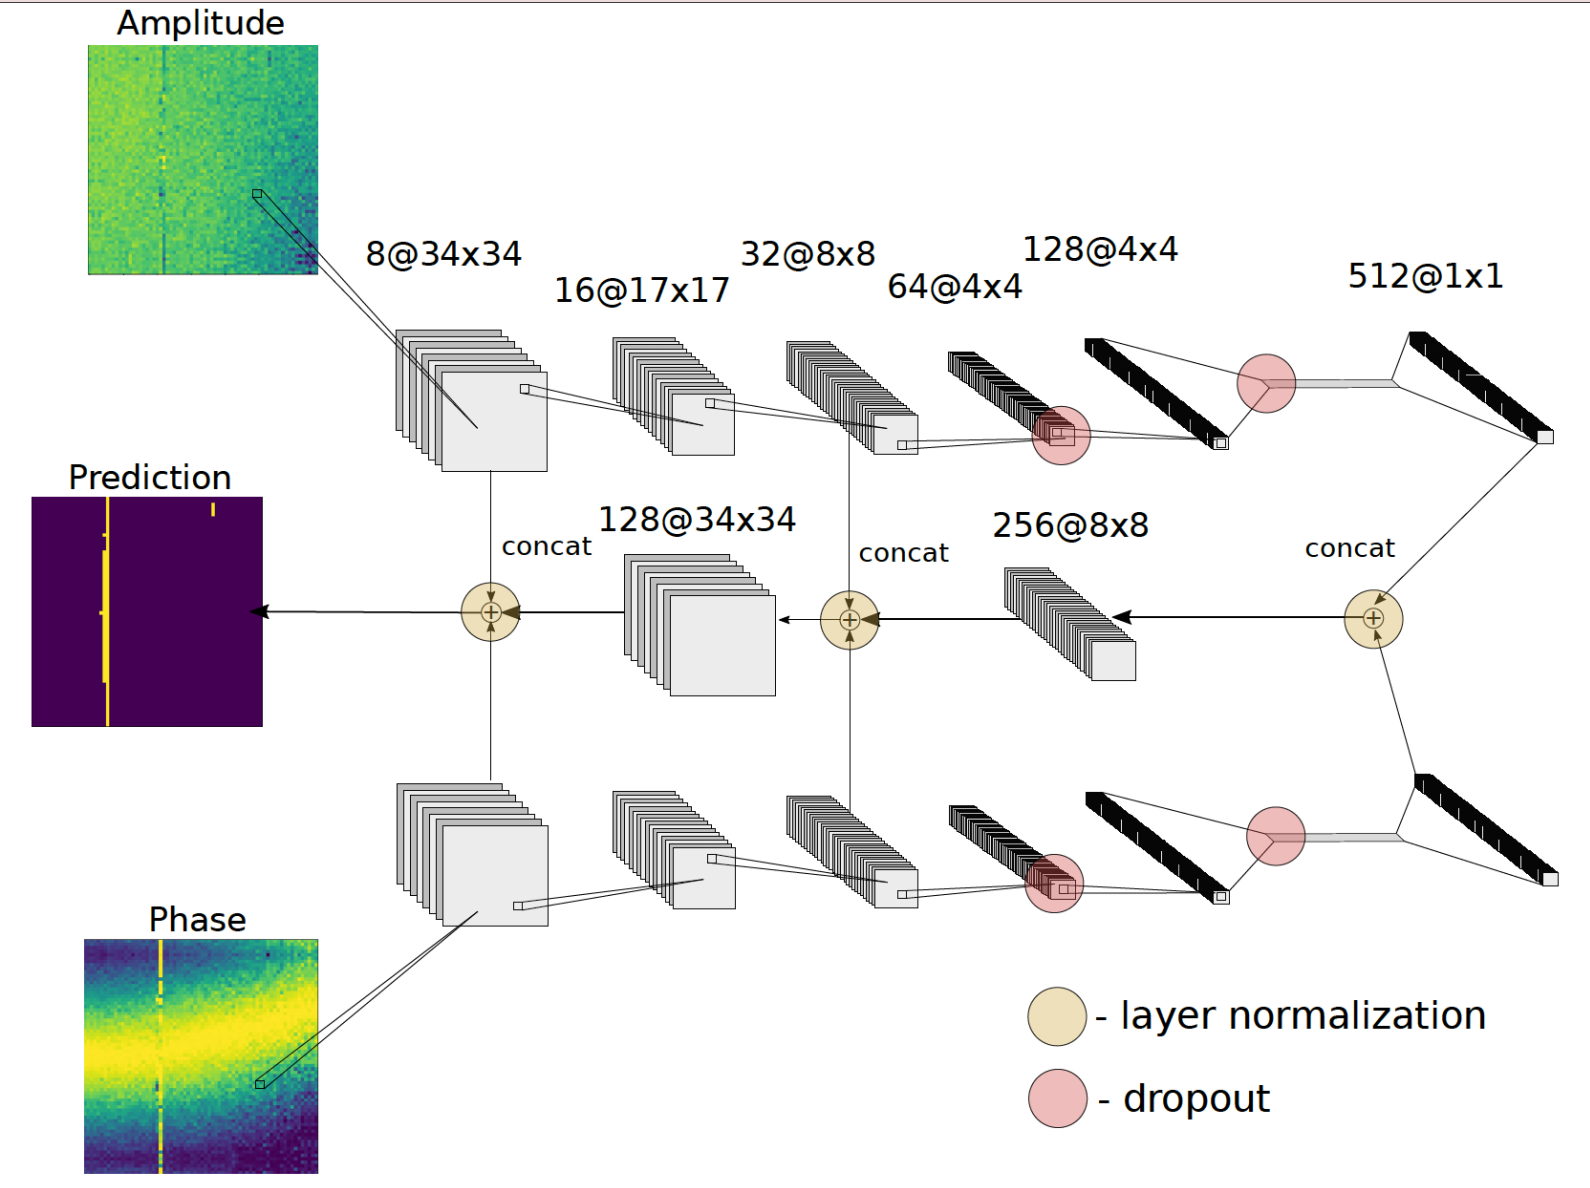 Amplitude
8@34x34
16@17x17
32@8x8
64@4x4
128@4x4
512@1x1
Prediction
concat
128@34x34
concat
256@8x8
concat
Phase
- layer normalization
- dropout